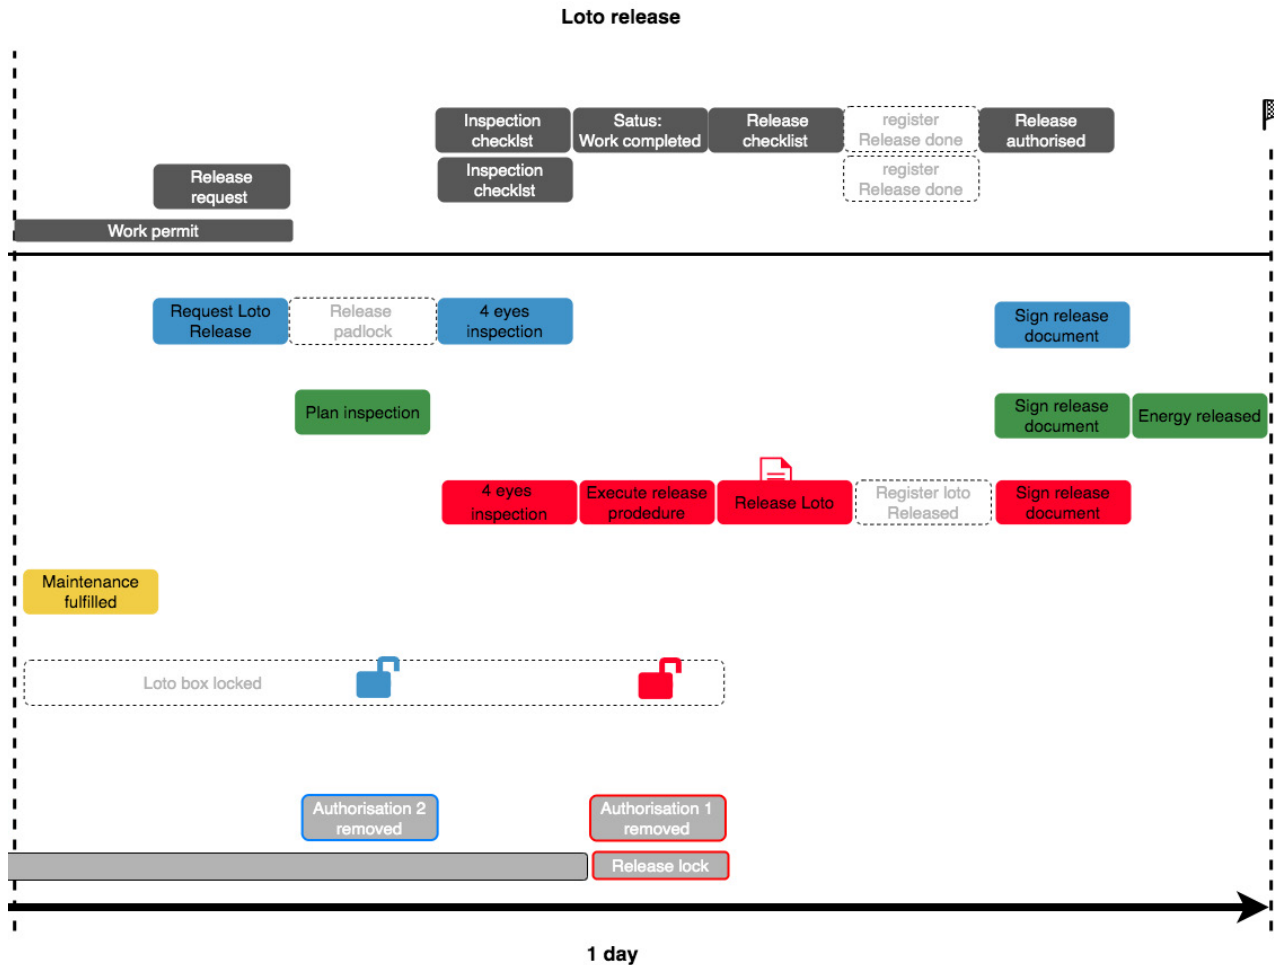 Loto release
Inspection
checklst
Satus:
Work completed
Release
checklist
register
Release done
Release
authorised
Release
request
Inspection
checklst
register
Release done
Work permit
Request Loto
Release
Release
padlock
4 eyes
inspection
Sign release
document
Plan inspection
Sign release
document
Energy released
4 eyes
inspection
Execute release
prodedure
Release Loto
Register loto
Released
Sign release
document
Maintenance
fulfilled
Loto box locked
Authorisation 2
removed
Authorisation 1
removed
Release lock
1 day